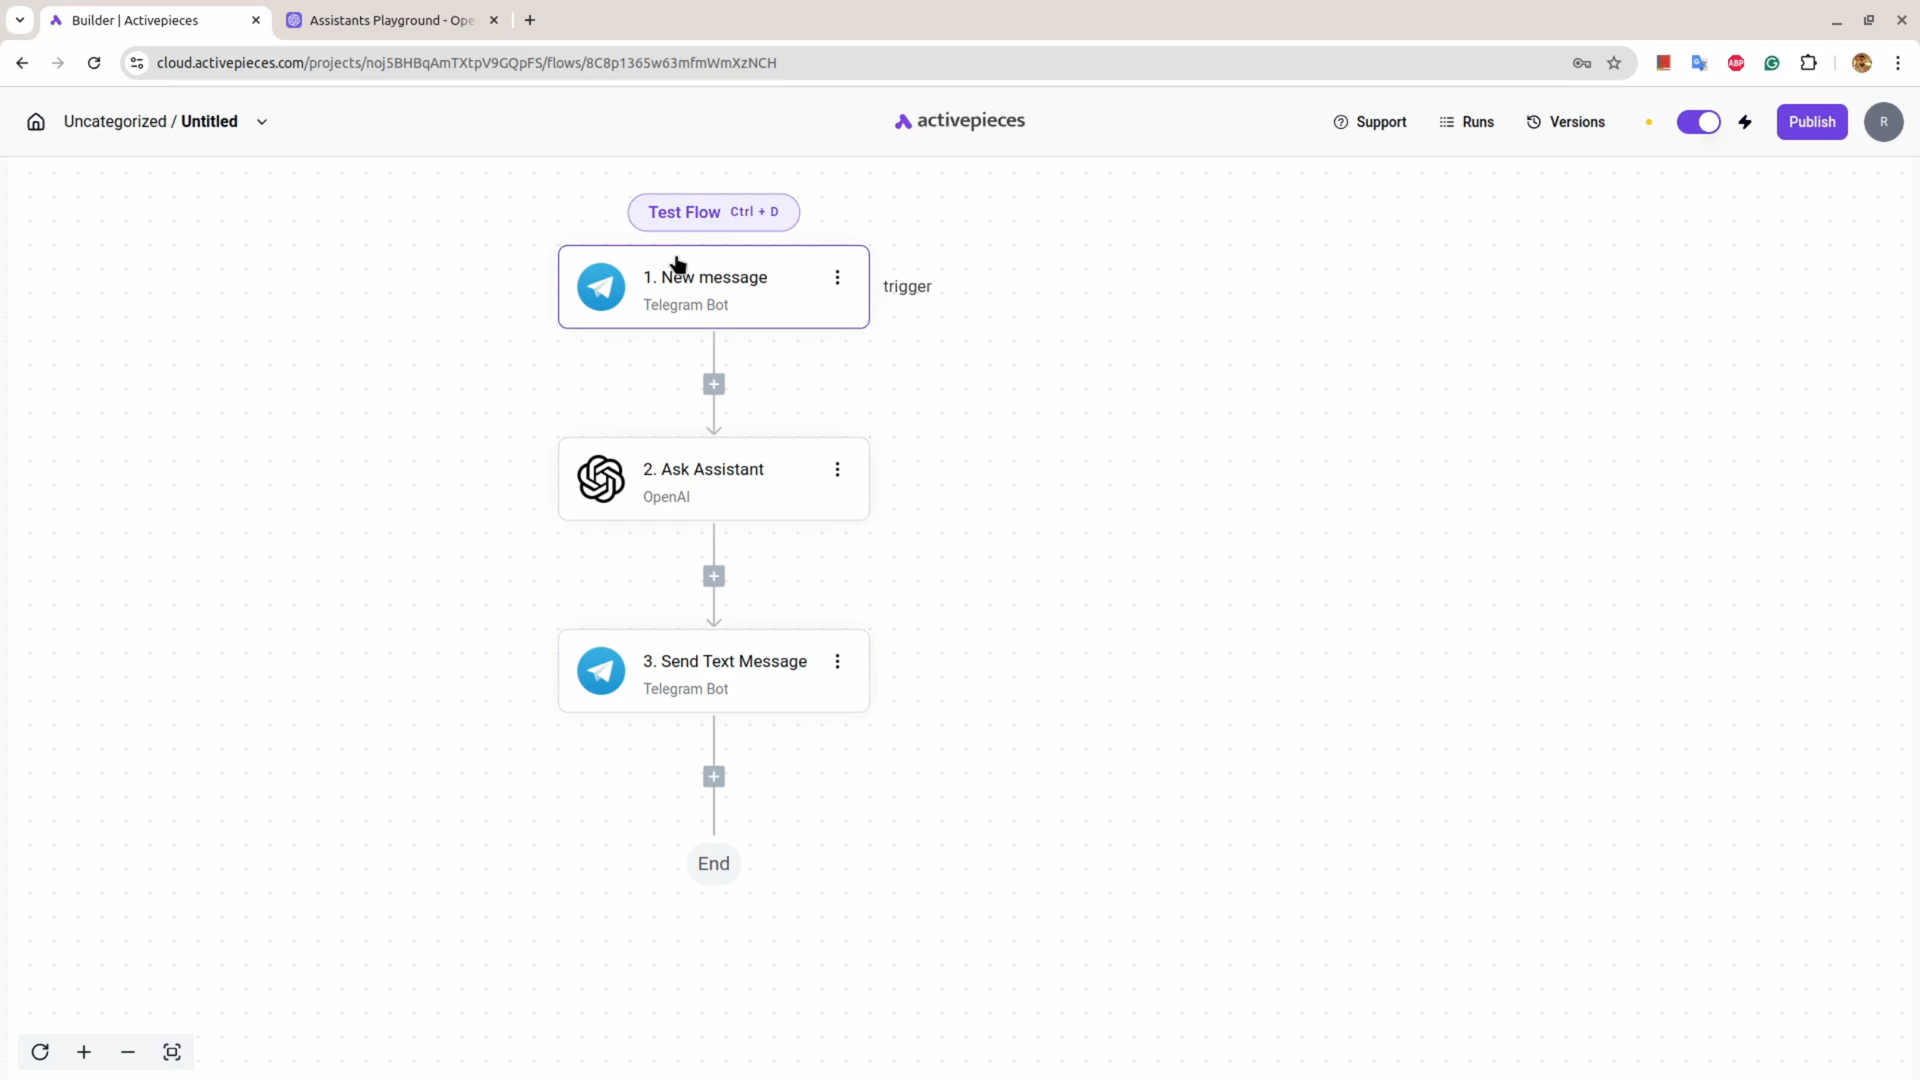 Builder | Activepieces
Assistants Playground - Ope
cloud.activepieces.com/projects/noj5BHBqAmTXtpV9GQpFS/flows/8C8p1365w63mfmWmXzNCH
ABP
Uncategorized / Untitled
activepieces
Support
Runs
Versions
Publish
R
Test Flow Ctrl + D
1. New message
Telegram Bot
trigger
2. Ask Assistant
OpenAI
3. Send Text Message
Telegram Bot
End